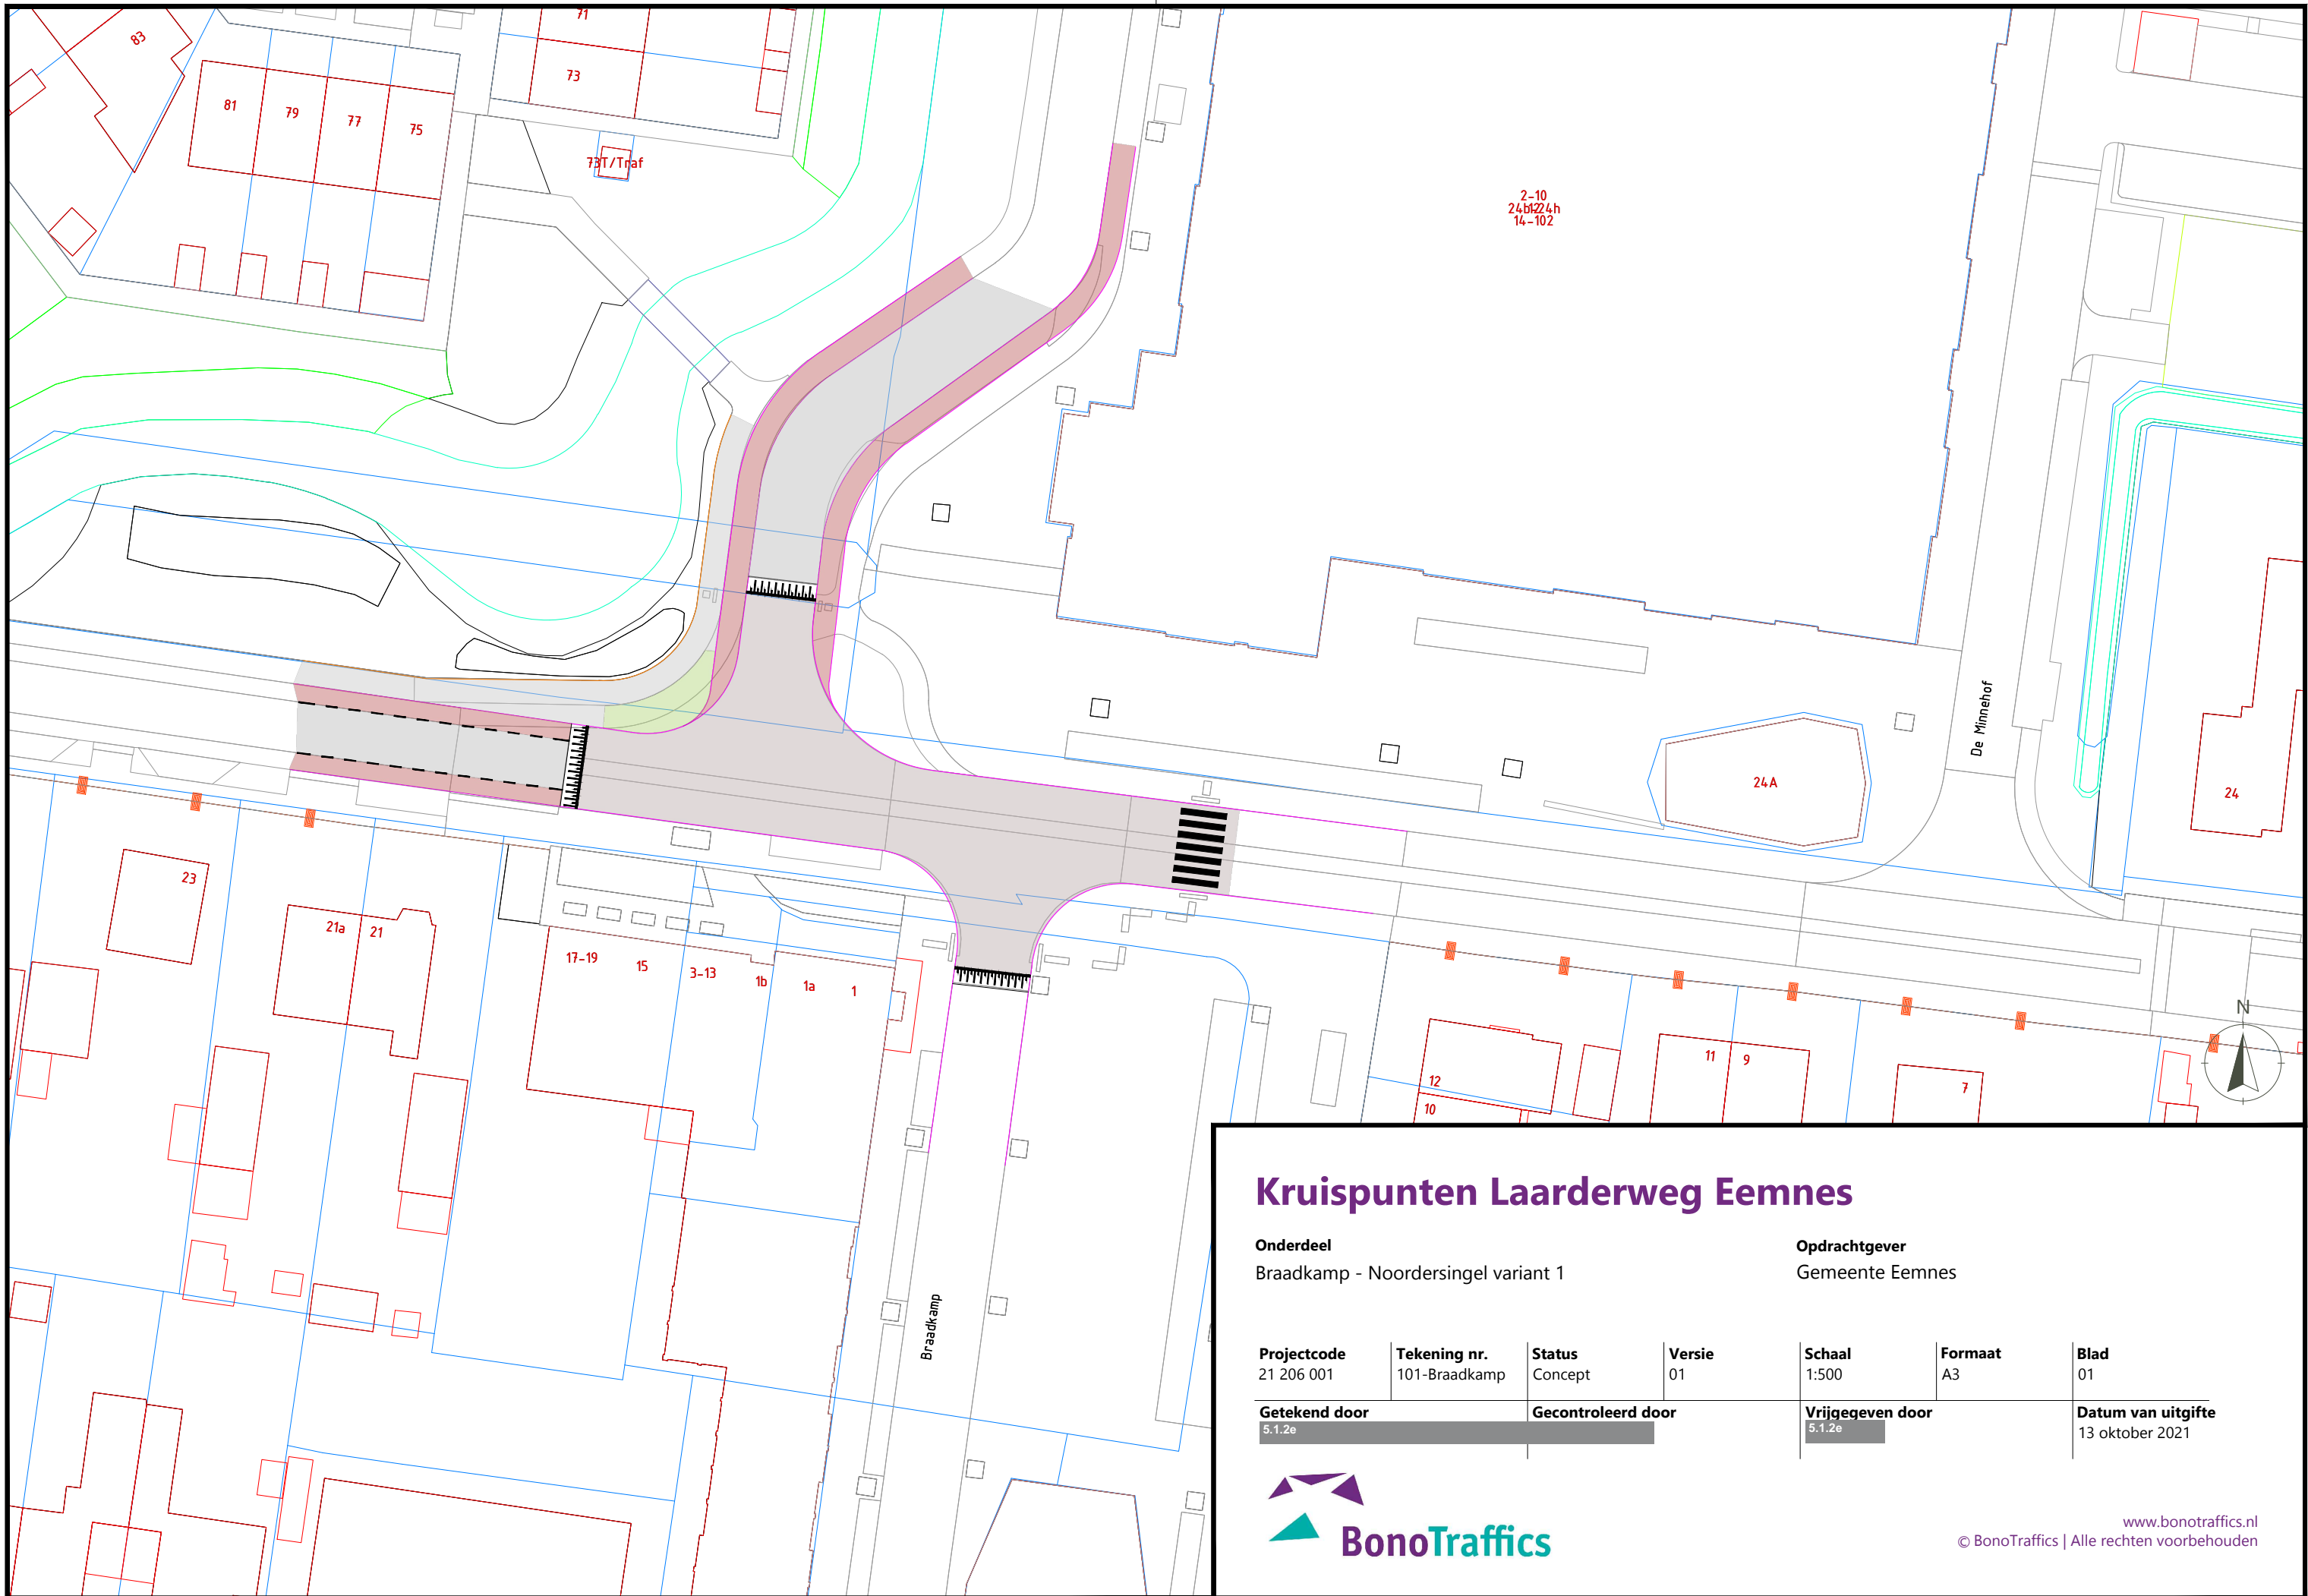 71
83
73
81
79
77
75
73T/Traf
2-10
14-102
De Minnehof
24A
24
23
21a
21
17-19
15
3-13
1b
1a
1
N
11
9
12
7
10
Braadkamp
Kruispunten Laarderweg Eemnes
Onderdeel
Opdrachtgever
Braadkamp - Noordersingel variant 1
Gemeente Eemnes
Projectcode
Tekening nr.
Status
Versie
Schaal
Formaat
Blad
21 206 001
101-Braadkamp
Concept
01
1:500
A3
01
Getekend door
Gecontroleerd door
Vrijgegeven door
Datum van uitgifte
5.1.2e
5.1.2e
13 oktober 2021
BonoTraffics
www.bonotraffics.nl
© BonoTraffics | Alle rechten voorbehouden